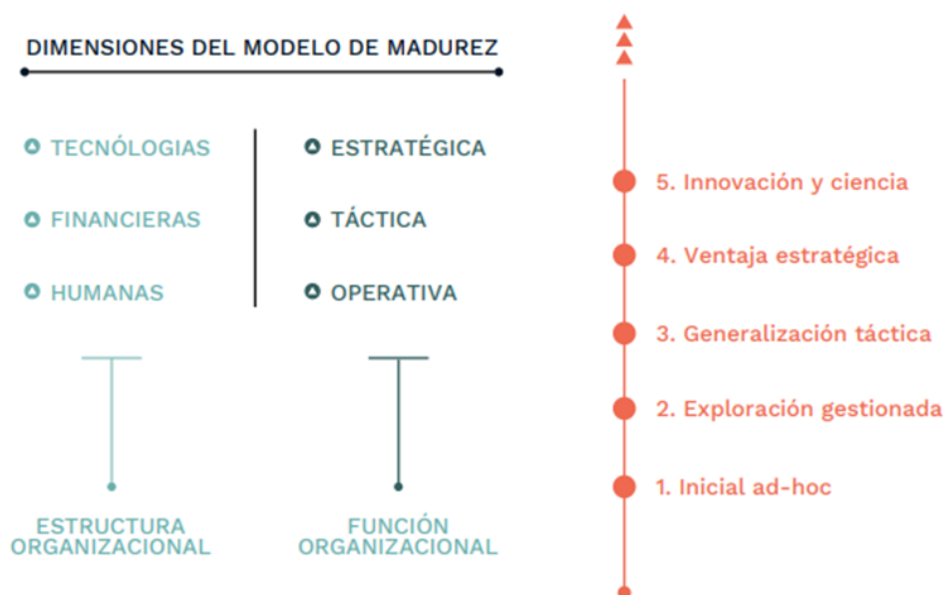 DIMENSIONES DEL MODELO DE MADUREZ
TECNÓLOGIAS
FINANCIERAS
HUMANAS
ESTRUCTURA
ORGANIZACIONAL
ESTRATÉGICA
TÁCTICA
OPERATIVA
FUNCIÓN
ORGANIZACIONAL
5. Innovación y ciencia
4. Ventaja estratégica
3. Generalización táctica
2. Exploración gestionada
1. Inicial ad-hoc